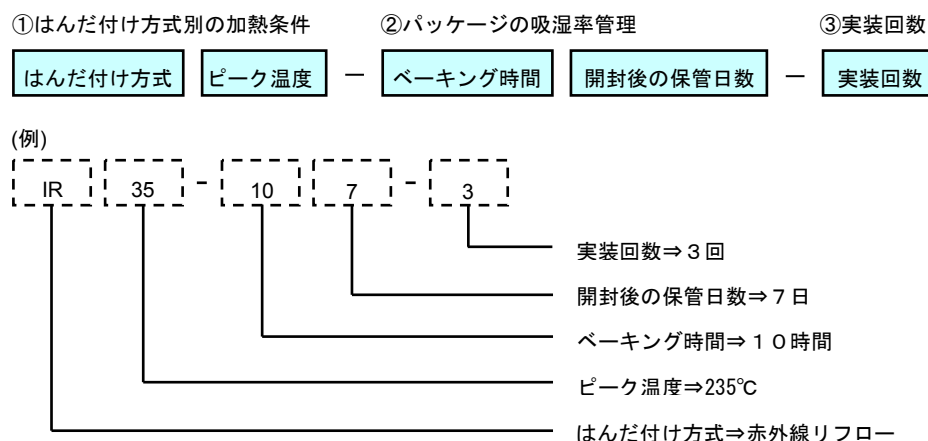 ①はんだ付け方式別の加熱条件 ②パッケージの吸湿率管理 ③実装回数
はんだ付け方式 ピーク温度 － ベーキング時間 開封後の保管日数 － 実装回数
(例)
IR 35 - 10 7 - 3
実装回数⇒３回
開封後の保管日数⇒７日
ベーキング時間⇒１０時間
ピーク温度⇒235℃
はんだ付け方式⇒赤外線リフロー